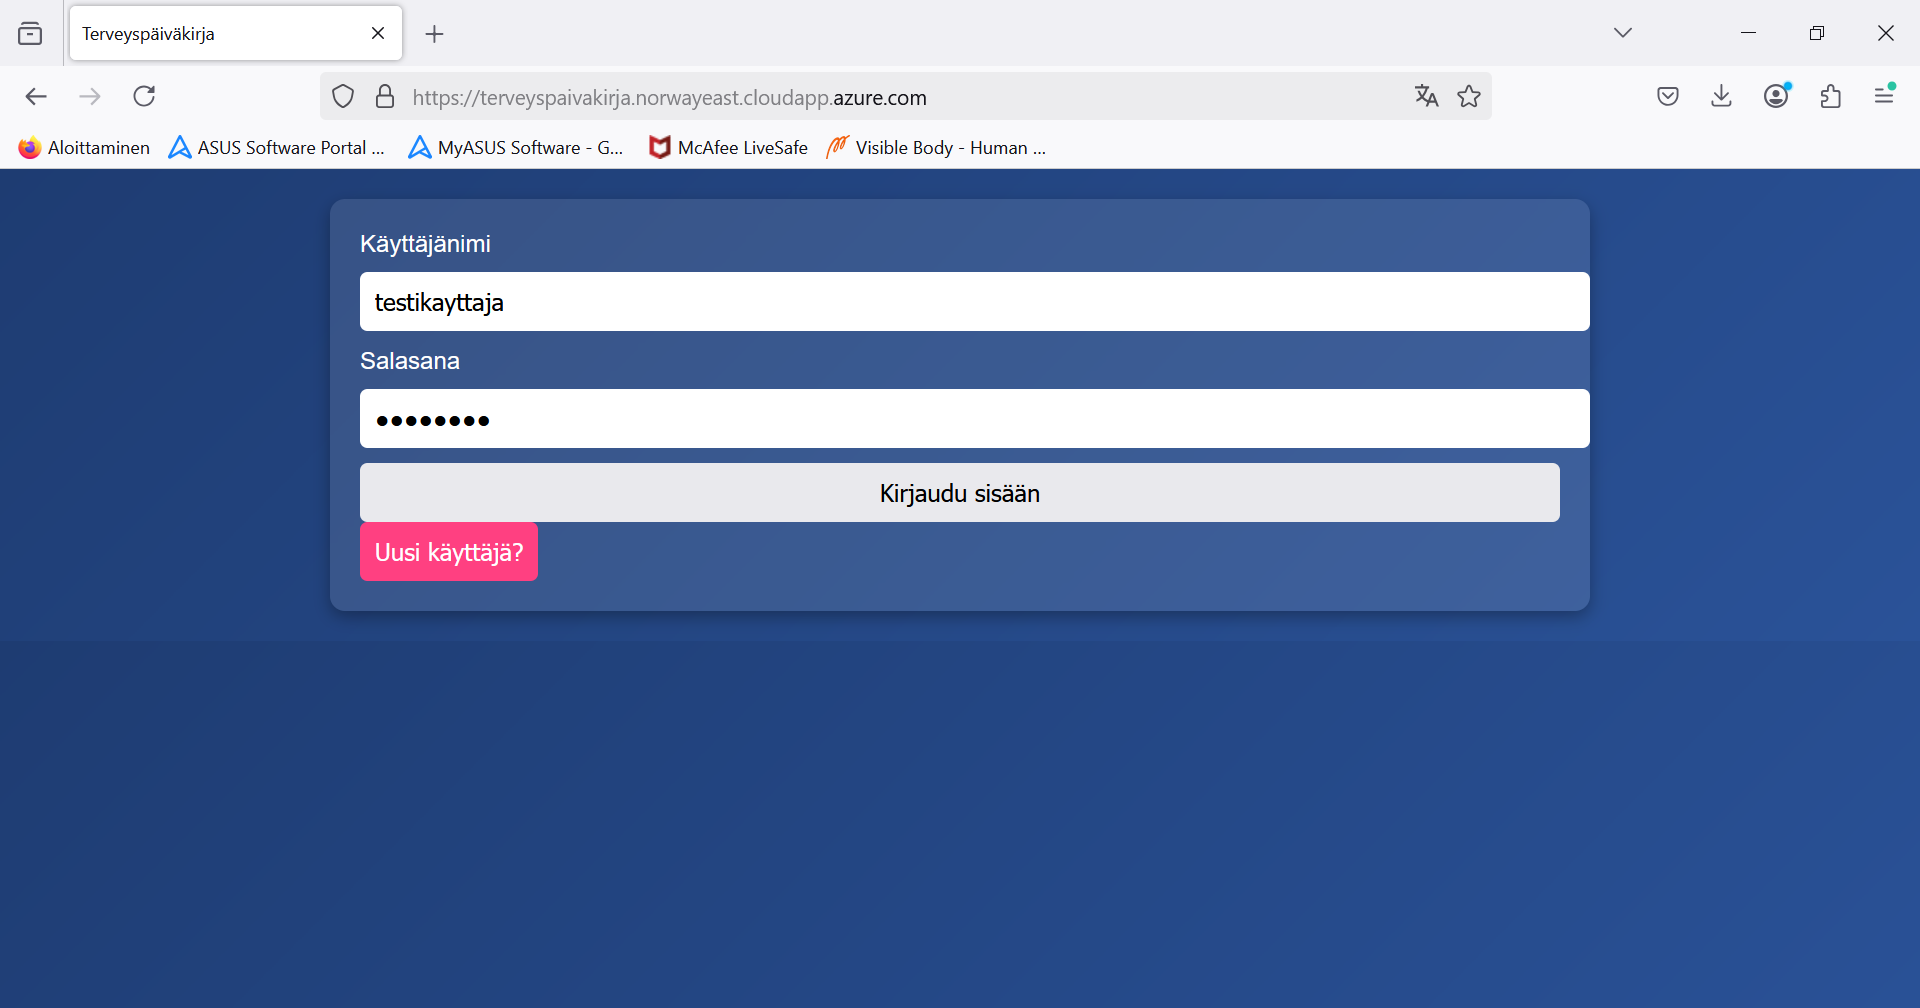 Terveyspäiväkirja
https://terveyspaivakirja.norwayeast.cloudapp.azure.com
Aloittaminen ASUS Software Portal ... MyASUS Software - G... McAfee LiveSafe Visible Body - Human ...
Käyttäjänimi
testikayttaja
Salasana
••••••••
Kirjaudu sisään
Uusi käyttäjä?